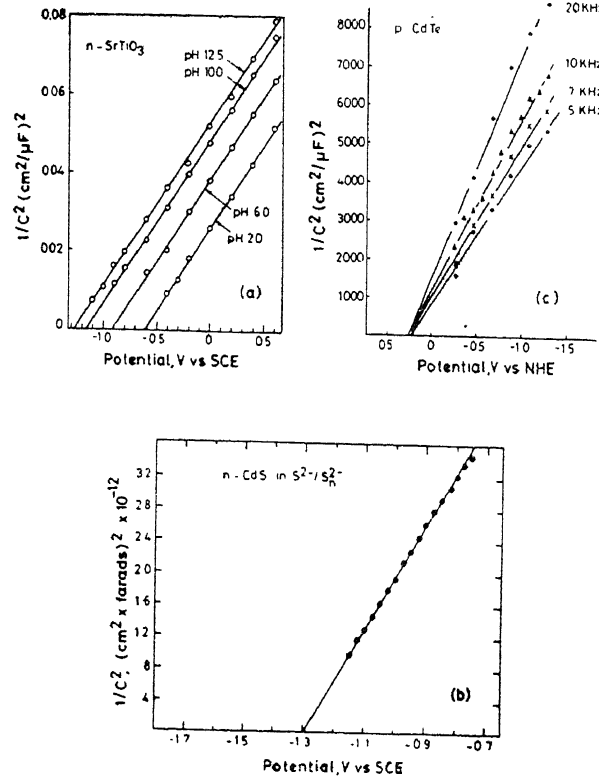 0.08
0.06
0.04
0.02
0
n-SrTiO3
pH 12.5
pH 10.0
pH 6.0
pH 2.0
(a)
1/C² (cm²/μF)²
-1.0 -0.5 0 0.5
Potential, V vs SCE
8000
7000
6000
5000
4000
3000
2000
1000
p CdTe
20 KHz
10 KHz
7 KHz
5 KHz
(c)
1/C² (cm²/μF)²
0.5 0 -0.5 -1.0 -1.5
Potential, V vs NHE
32
28
24
20
16
12
8
4
n-CdS in S²⁻/Sn²⁻
(b)
1/C², (cm² x farads)² x 10⁻¹²
-1.7 -1.5 -1.3 -1.1 -0.9 -0.7
Potential, V vs SCE